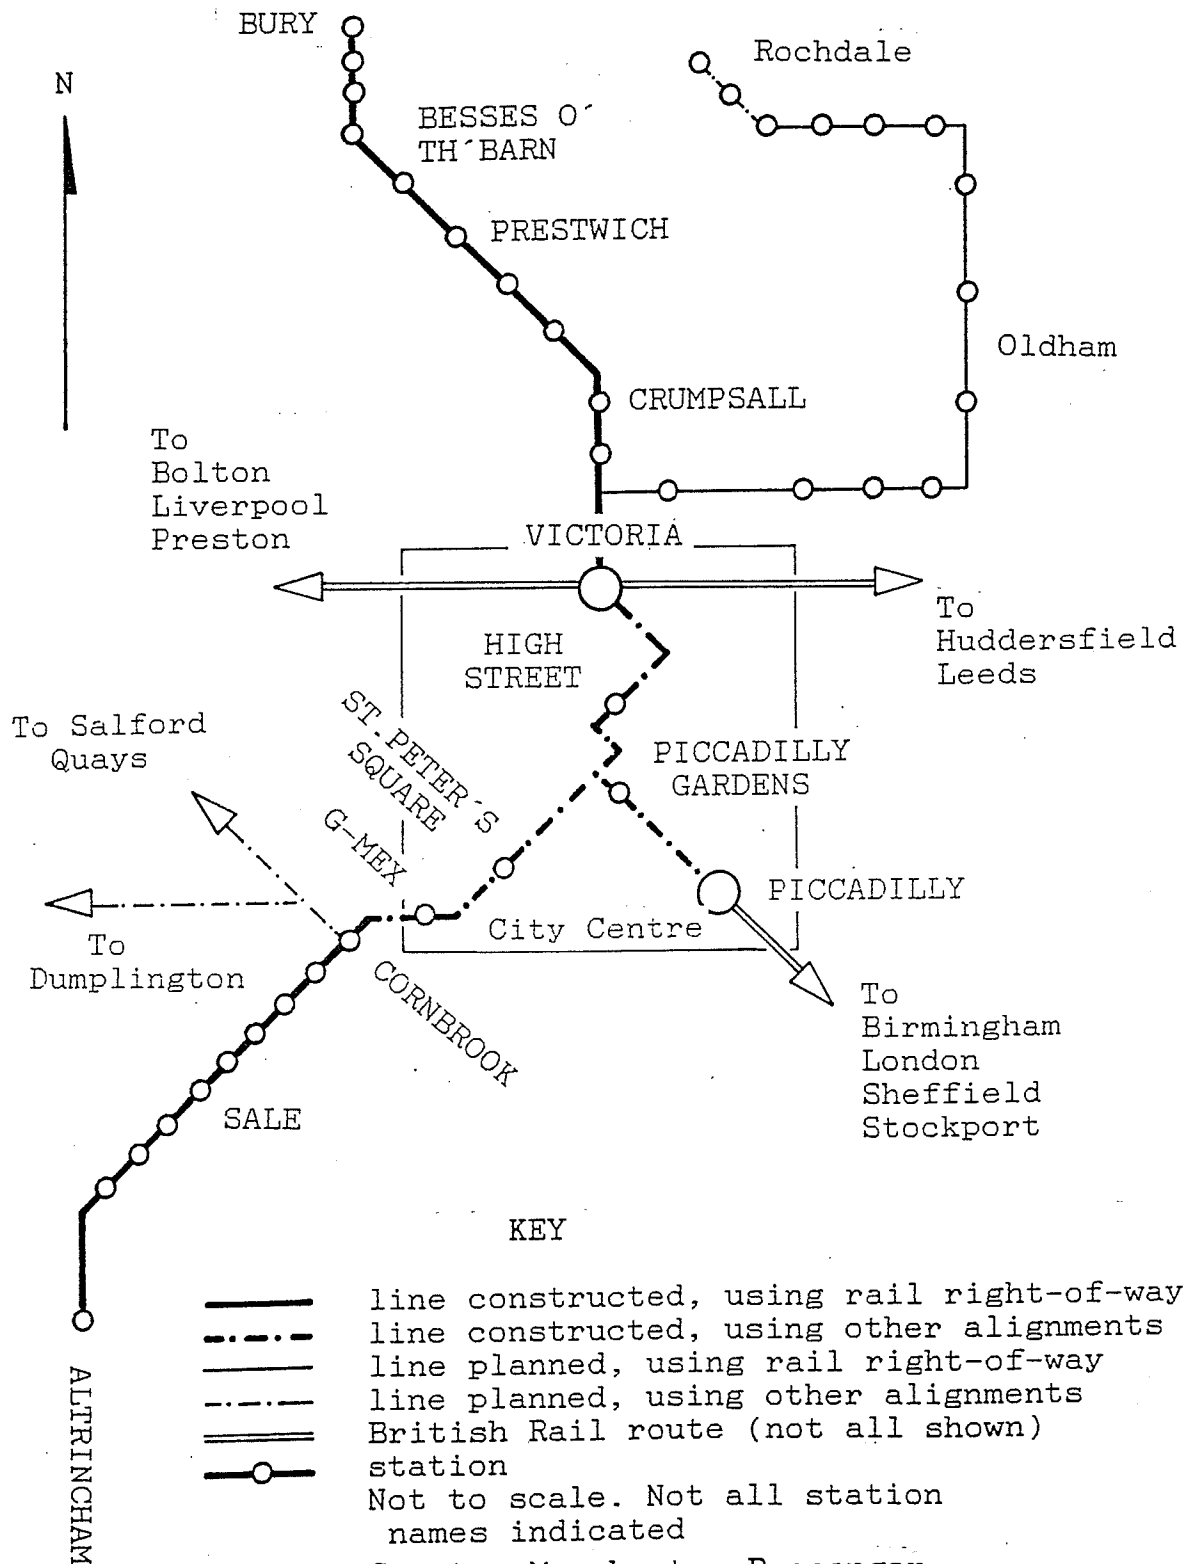 BURY
Rochdale
N
BESSES O´
TH´BARN
PRESTWICH
Oldham
CRUMPSALL
To
Bolton
Liverpool
Preston
VICTORIA
To
Huddersfield
Leeds
HIGH
STREET
ST.PETER´S
SQUARE
To Salford
Quays
PICCADILLY
GARDENS
G-MEX
PICCADILLY
City Centre
To
Dumplington
CORNBROOK
To
Birmingham
London
Sheffield
Stockport
SALE
ALTRINCHAM
KEY
line constructed, using rail right-of-way
line constructed, using other alignments
line planned, using rail right-of-way
line planned, using other alignments
British Rail route (not all shown)
station
Not to scale. Not all station
names indicated